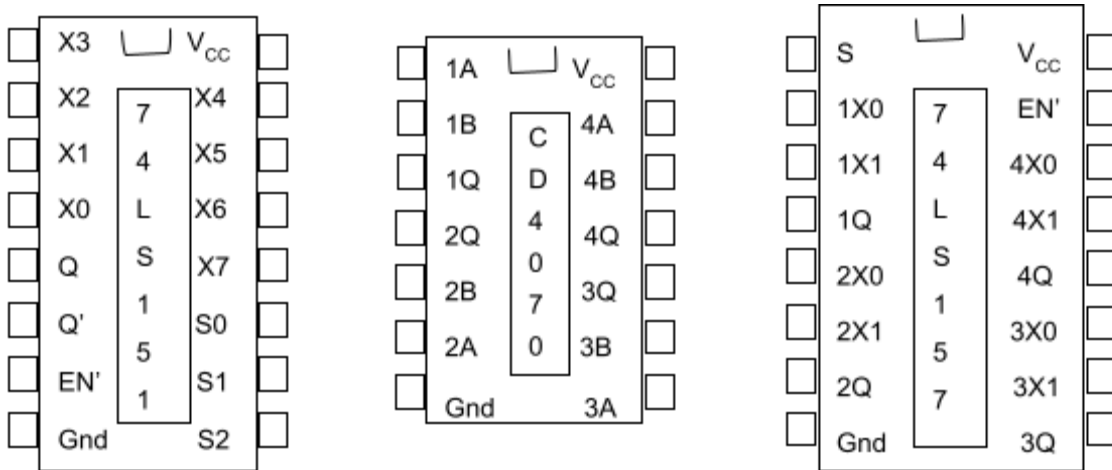 X3 V_CC
X2 X4
X1 X5
X0 X6
Q X7
Q' S0
EN' S1
Gnd S2
7
4
L
S
1
5
1
1A V_CC
1B 4A
1Q 4B
2Q 4Q
2B 3Q
2A 3B
Gnd 3A
C
D
4
0
7
0
S V_CC
1X0 EN'
1X1 4X0
1Q 4X1
2X0 4Q
2X1 3X0
2Q 3X1
Gnd 3Q
7
4
L
S
1
5
7